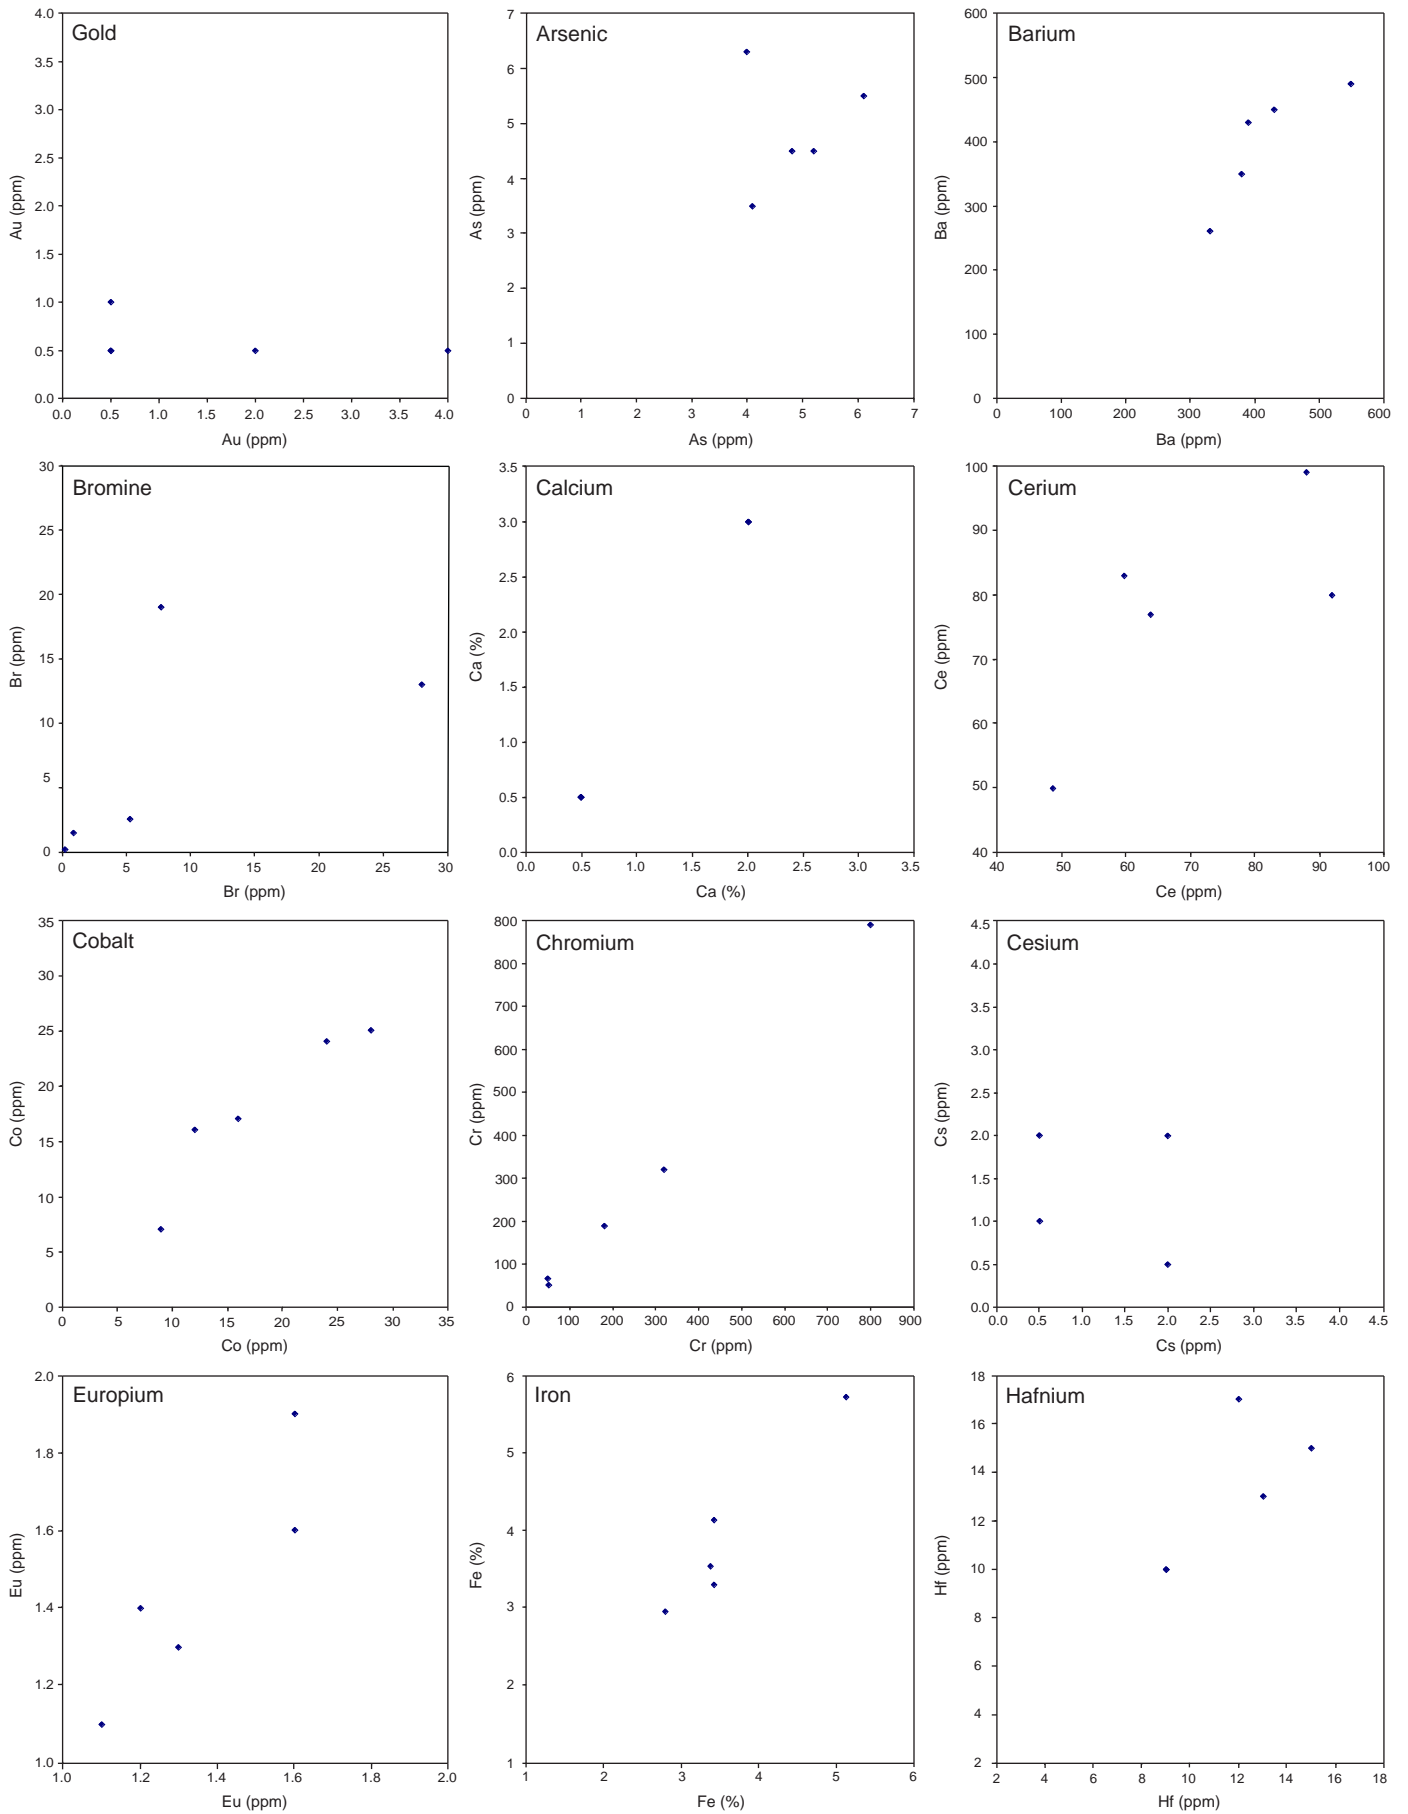 Gold
4.0
3.5
3.0
2.5
2.0
1.5
1.0
0.5
0.0
0.0 0.5 1.0 1.5 2.0 2.5 3.0 3.5 4.0
Au (ppm)
Au (ppm)
Arsenic
7
6
5
4
3
2
1
0
0 1 2 3 4 5 6 7
As (ppm)
As (ppm)
Barium
600
500
400
300
200
100
0
0 100 200 300 400 500 600
Ba (ppm)
Ba (ppm)
Bromine
30
25
20
15
10
5
0
0 5 10 15 20 25 30
Br (ppm)
Br (ppm)
Calcium
3.5
3.0
2.5
2.0
1.5
1.0
0.5
0.0
0.0 0.5 1.0 1.5 2.0 2.5 3.0 3.5
Ca (%)
Ca (%)
Cerium
100
90
80
70
60
50
40
40 50 60 70 80 90 100
Ce (ppm)
Ce (ppm)
Cobalt
35
30
25
20
15
10
5
0
0 5 10 15 20 25 30 35
Co (ppm)
Co (ppm)
Chromium
800
800
700
600
500
400
300
200
100
0
0 100 200 300 400 500 600 700 800 900
Cr (ppm)
Cr (ppm)
Cesium
4.5
4.0
3.5
3.0
2.5
2.0
1.5
1.0
0.5
0.0
0.0 0.5 1.0 1.5 2.0 2.5 3.0 3.5 4.0 4.5
Cs (ppm)
Cs (ppm)
Europium
2.0
1.8
1.6
1.4
1.2
1.0
1.0 1.2 1.4 1.6 1.8 2.0
Eu (ppm)
Eu (ppm)
Iron
6
5
4
3
2
1
1 2 3 4 5 6
Fe (%)
Fe (%)
Hafnium
18
16
14
12
10
8
6
4
2
2 4 6 8 10 12 14 16 18
Hf (ppm)
Hf (ppm)